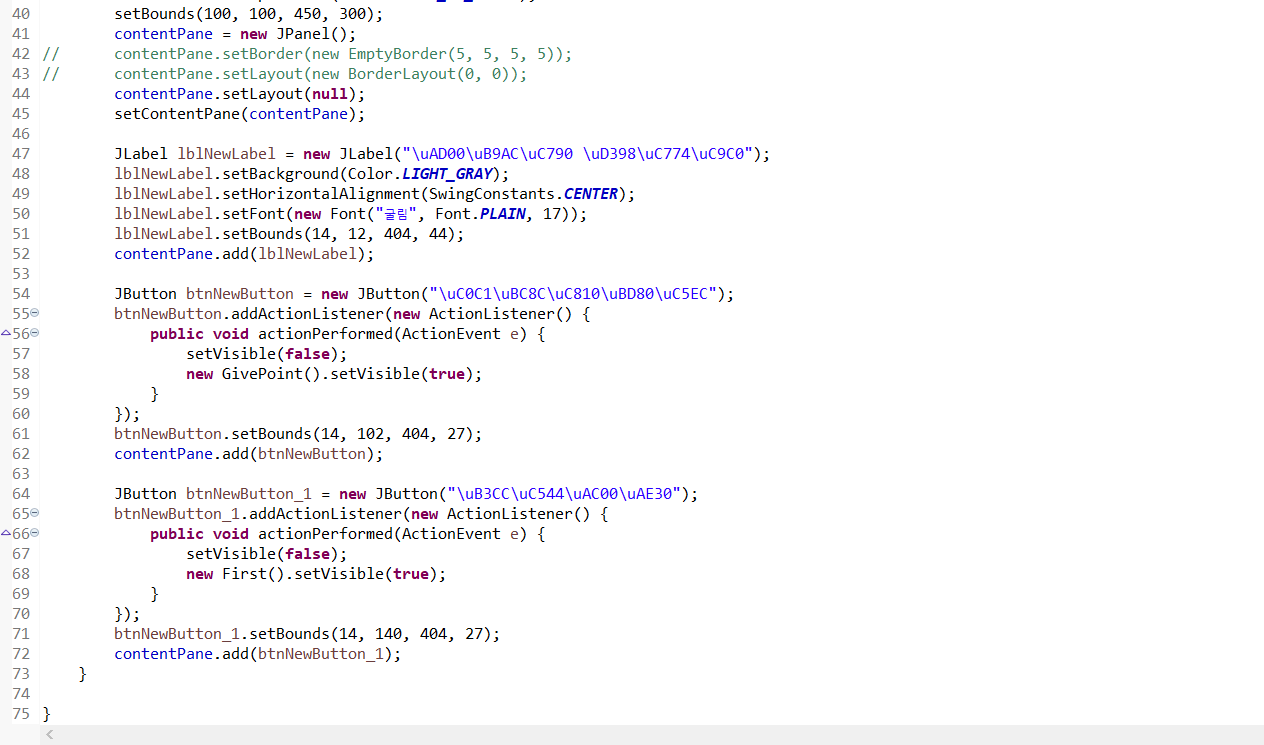 40 setBounds(100, 100, 450, 300);
41 contentPane = new JPanel();
42 // contentPane.setBorder(new EmptyBorder(5, 5, 5, 5));
43 // contentPane.setLayout(new BorderLayout(0, 0));
44 contentPane.setLayout(null);
45 setContentPane(contentPane);
46
47 JLabel lblNewLabel = new JLabel("\uAD00\uB9AC\uC790 \uD398\uC774\uC9C0");
48 lblNewLabel.setBackground(Color.LIGHT_GRAY);
49 lblNewLabel.setHorizontalAlignment(SwingConstants.CENTER);
50 lblNewLabel.setFont(new Font("굴림", Font.PLAIN, 17));
51 lblNewLabel.setBounds(14, 12, 404, 44);
52 contentPane.add(lblNewLabel);
53
54 JButton btnNewButton = new JButton("\uC0C1\uBC8C\uC810\uBD80\uC5EC");
55 btnNewButton.addActionListener(new ActionListener() {
56 public void actionPerformed(ActionEvent e) {
57 setVisible(false);
58 new GivePoint().setVisible(true);
59 }
60 });
61 btnNewButton.setBounds(14, 102, 404, 27);
62 contentPane.add(btnNewButton);
63
64 JButton btnNewButton_1 = new JButton("\uB3CC\uC544\uAC00\uAE30");
65 btnNewButton_1.addActionListener(new ActionListener() {
66 public void actionPerformed(ActionEvent e) {
67 setVisible(false);
68 new First().setVisible(true);
69 }
70 });
71 btnNewButton_1.setBounds(14, 140, 404, 27);
72 contentPane.add(btnNewButton_1);
73 }
74
75 }